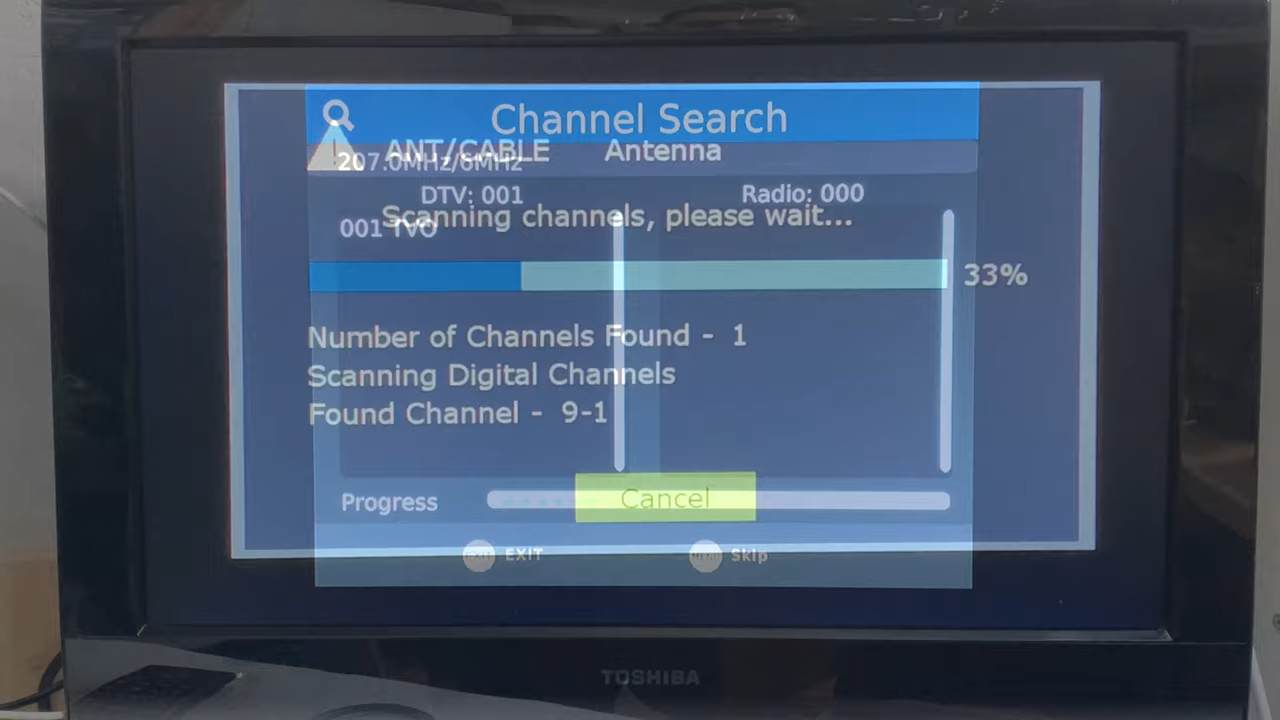 Channel Search
ANT/CABLE Antenna
207.0MHz/6MHz
DTV: 001 Radio: 000
Scanning channels, please wait...
001 TVO
33%
Number of Channels Found - 1
Scanning Digital Channels
Found Channel - 9-1
Progress
Cancel
EXIT Skip
TOSHIBA